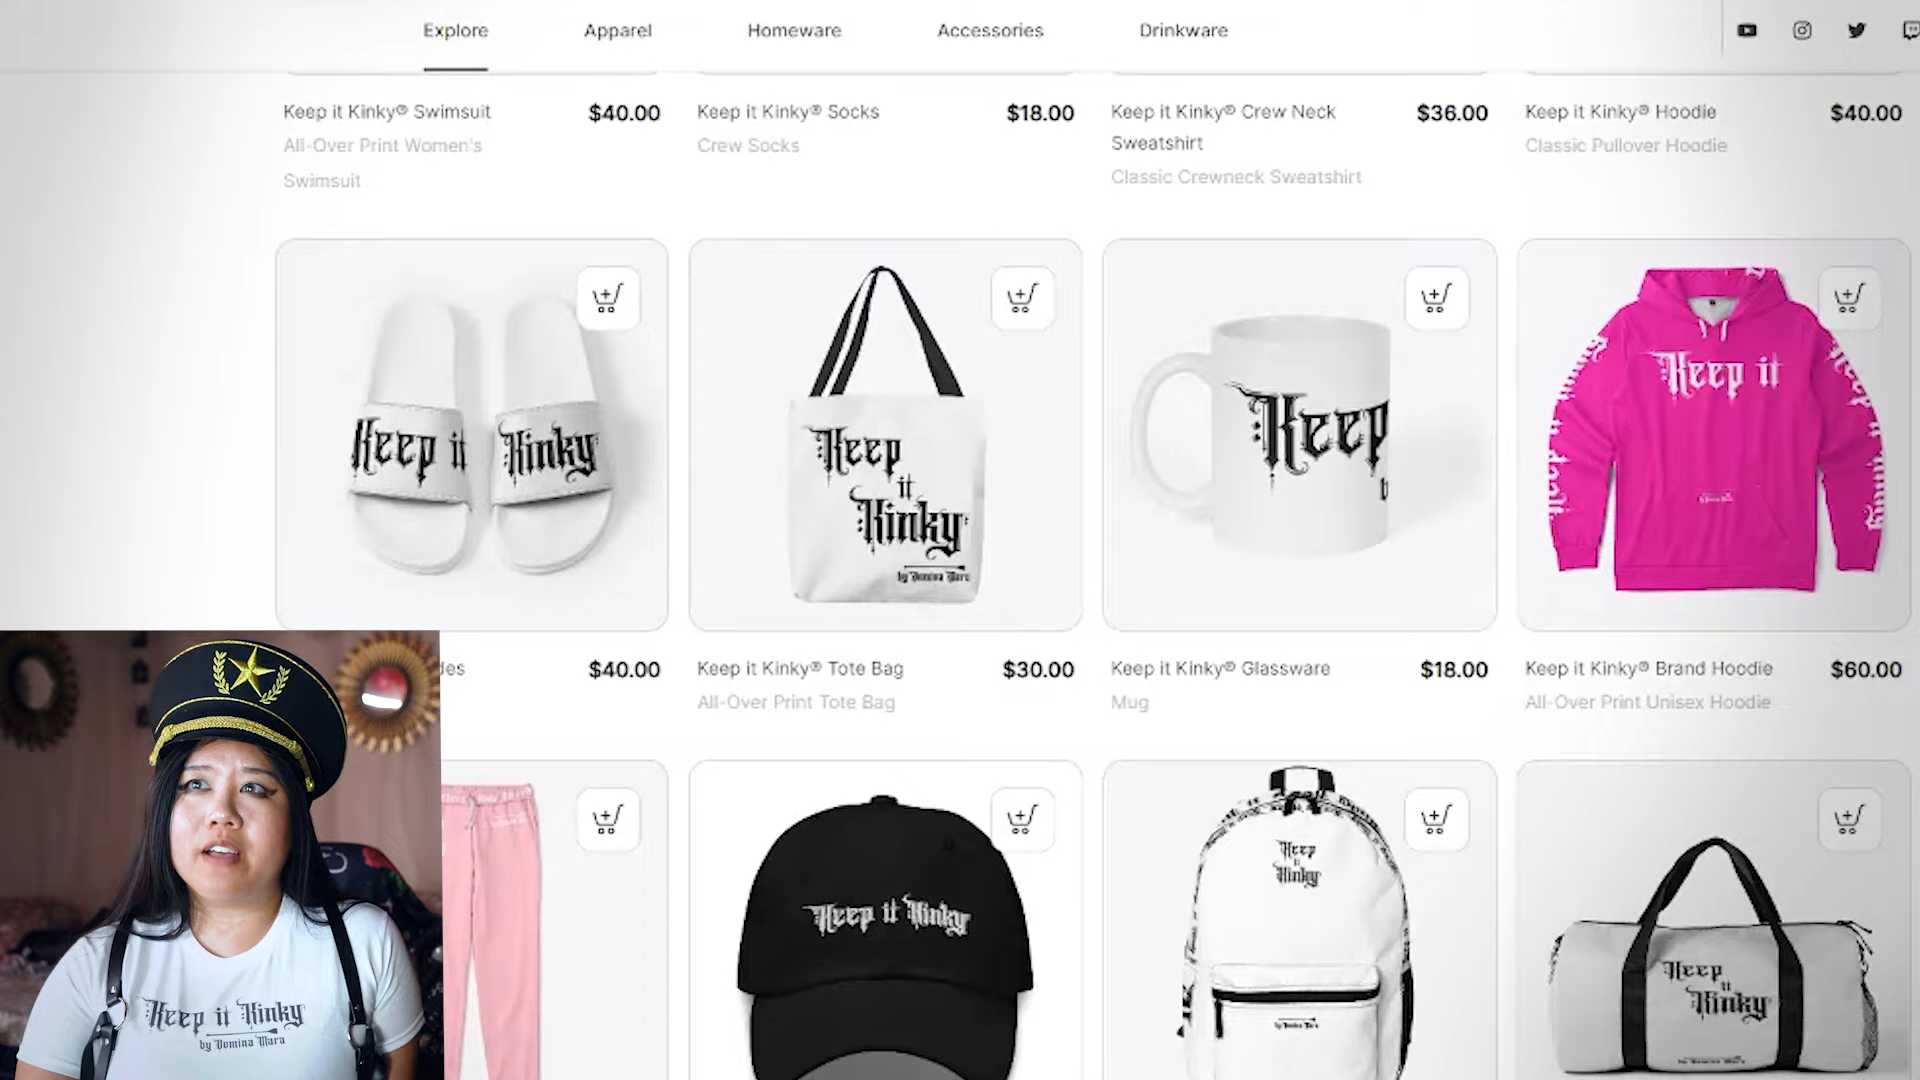 Explore
Apparel
Homeware
Accessories
Drinkware
Keep it Kinky® Swimsuit
$40.00
All-Over Print Women's
Swimsuit
Keep it Kinky® Socks
$18.00
Crew Socks
Keep it Kinky® Crew Neck
Sweatshirt
$36.00
Classic Crewneck Sweatshirt
Keep it Kinky® Hoodie
$40.00
Classic Pullover Hoodie
Keep it
Kinky
Keep
it
Kinky
by Domina Mara
Keep
Keep it
des
$40.00
Keep it Kinky® Tote Bag
$30.00
All-Over Print Tote Bag
Keep it Kinky® Glassware
$18.00
Mug
Keep it Kinky® Brand Hoodie
$60.00
All-Over Print Unisex Hoodie
Keep it Kinky
Keep
it
Kinky
Keep
it
Kinky
by Domina Mara
Keep it Kinky
by Domina Mara